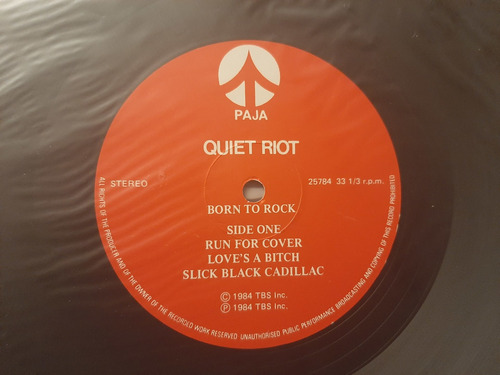 PAJA
QUIET RIOT
STEREO
25784 33 1/3 r.p.m.
BORN TO ROCK
SIDE ONE
RUN FOR COVER
LOVE'S A BITCH
SLICK BLACK CADILLAC
© 1984 TBS Inc.
℗ 1984 TBS Inc.
ALL RIGHTS OF THE PRODUCER AND OF THE OWNER OF THE RECORDED WORK RESERVED UNAUTHORISED PUBLIC PERFORMANCE BROADCASTING AND COPYING OF THIS RECORD PROHIBITED